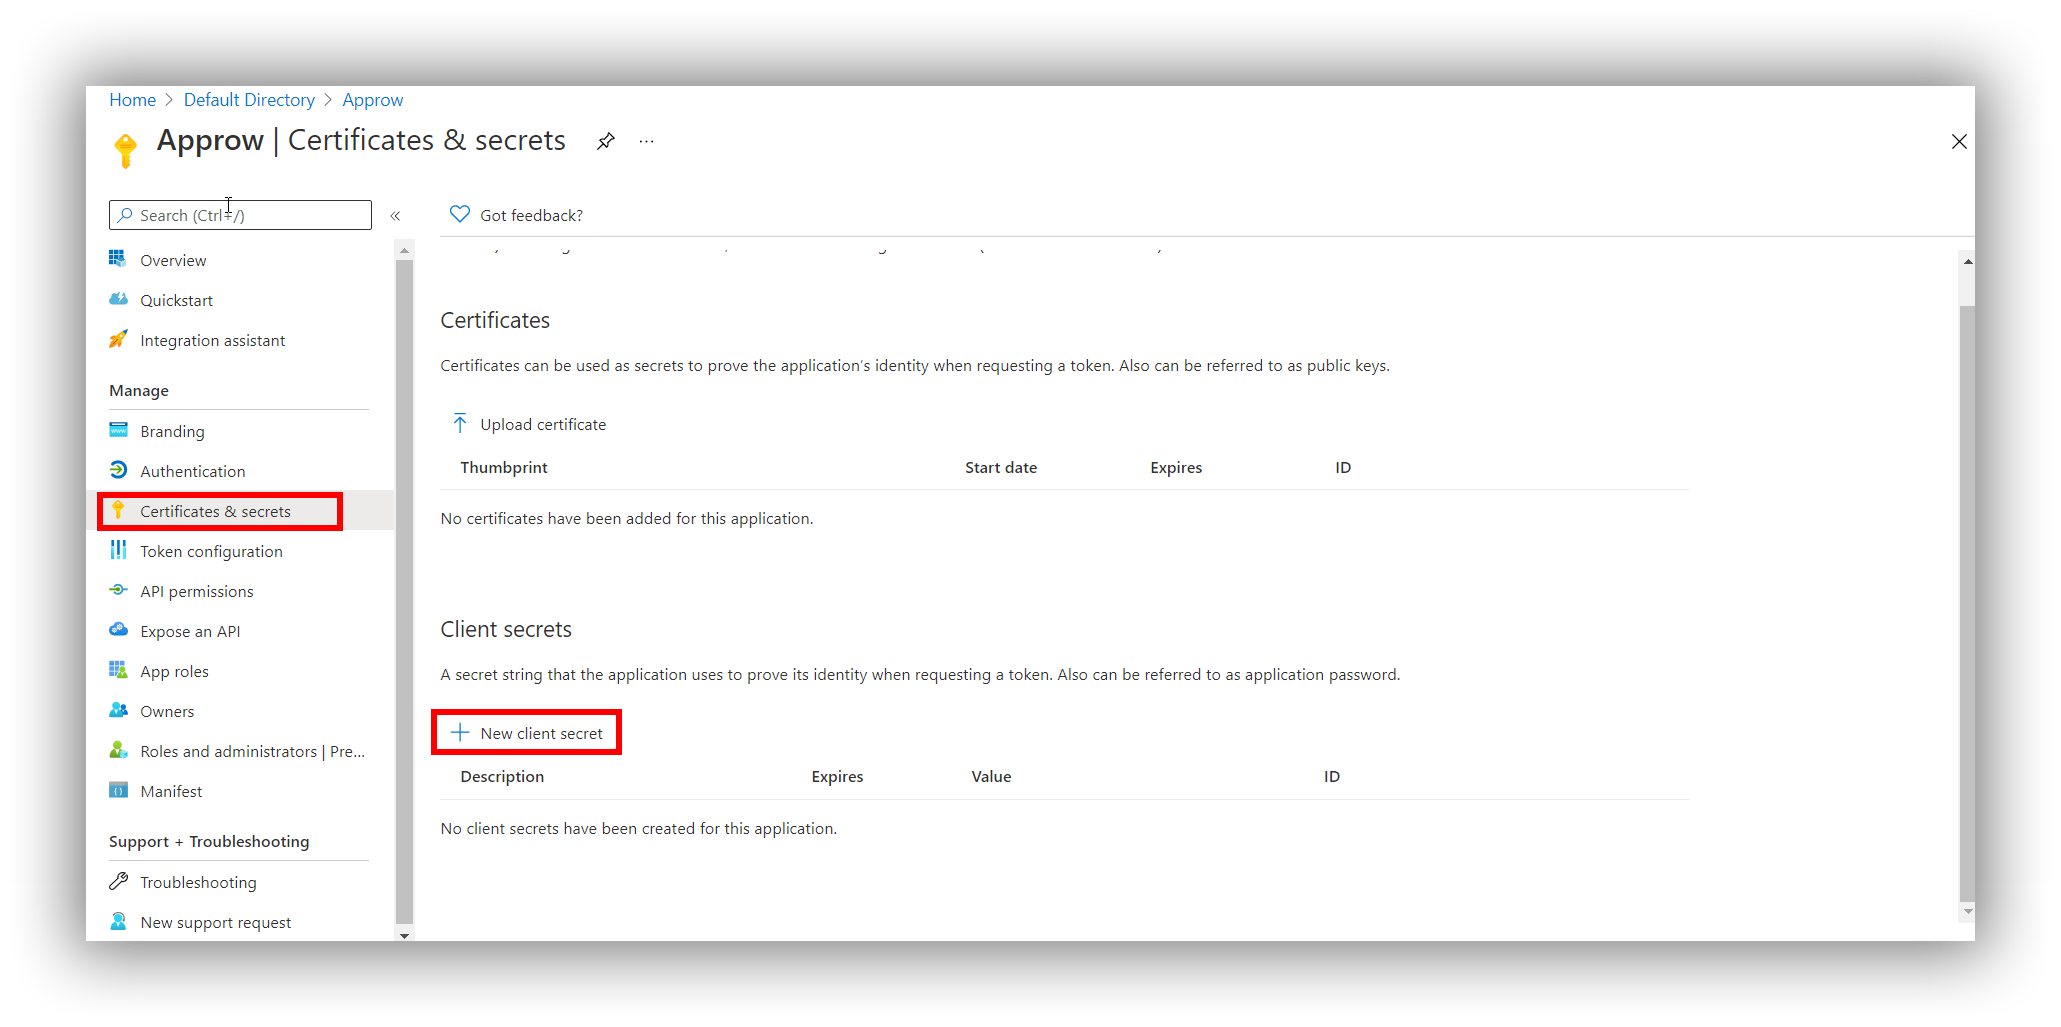 Home > Default Directory > Approw
Approw | Certificates & secrets
Search (Ctrl+/)
Got feedback?
Overview
Quickstart
Integration assistant
Manage
Branding
Authentication
Certificates & secrets
Token configuration
API permissions
Expose an API
App roles
Owners
Roles and administrators | Pre...
Manifest
Support + Troubleshooting
Troubleshooting
New support request
Certificates
Certificates can be used as secrets to prove the application's identity when requesting a token. Also can be referred to as public keys.
Upload certificate
Thumbprint Start date Expires ID
No certificates have been added for this application.
Client secrets
A secret string that the application uses to prove its identity when requesting a token. Also can be referred to as application password.
New client secret
Description Expires Value ID
No client secrets have been created for this application.